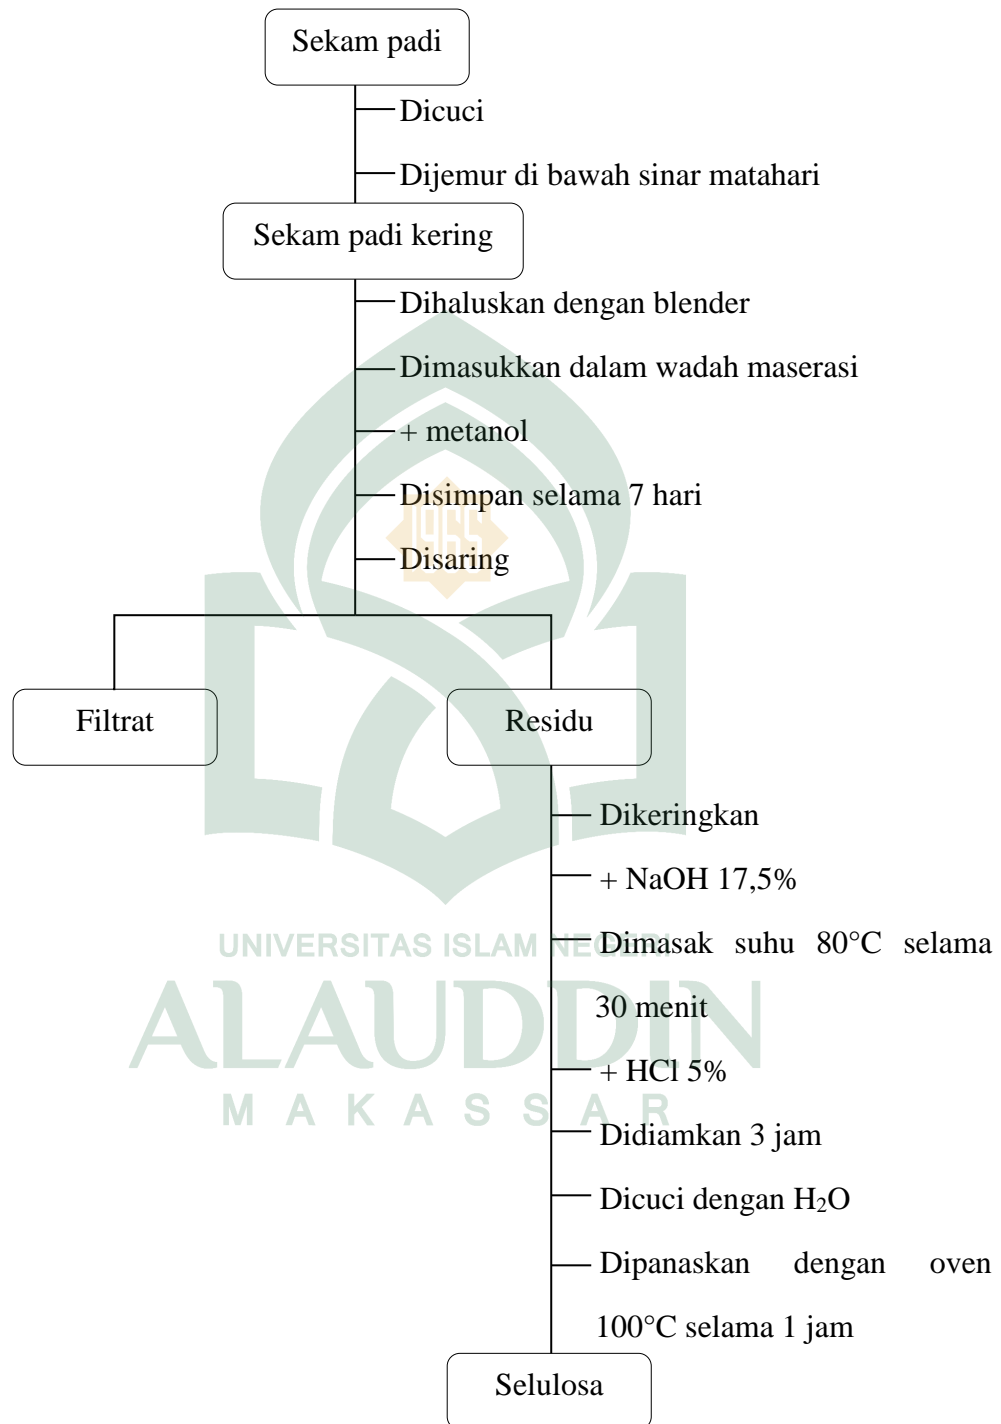 Sekam padi
Dicuci
Dijemur di bawah sinar matahari
Sekam padi kering
Dihaluskan dengan blender
Dimasukkan dalam wadah maserasi
+ metanol
Disimpan selama 7 hari
1965
Disaring
Filtrat
Residu
Dikeringkan
+ NaOH 17,5%
UNIVERSITAS ISLAM NEGERI
Dimasak suhu 80°C selama
30 menit
ALAUDDIN
+ HCl 5%
MAKASSAR
Didiamkan 3 jam
Dicuci dengan H₂O
Dipanaskan dengan oven
100°C selama 1 jam
Selulosa